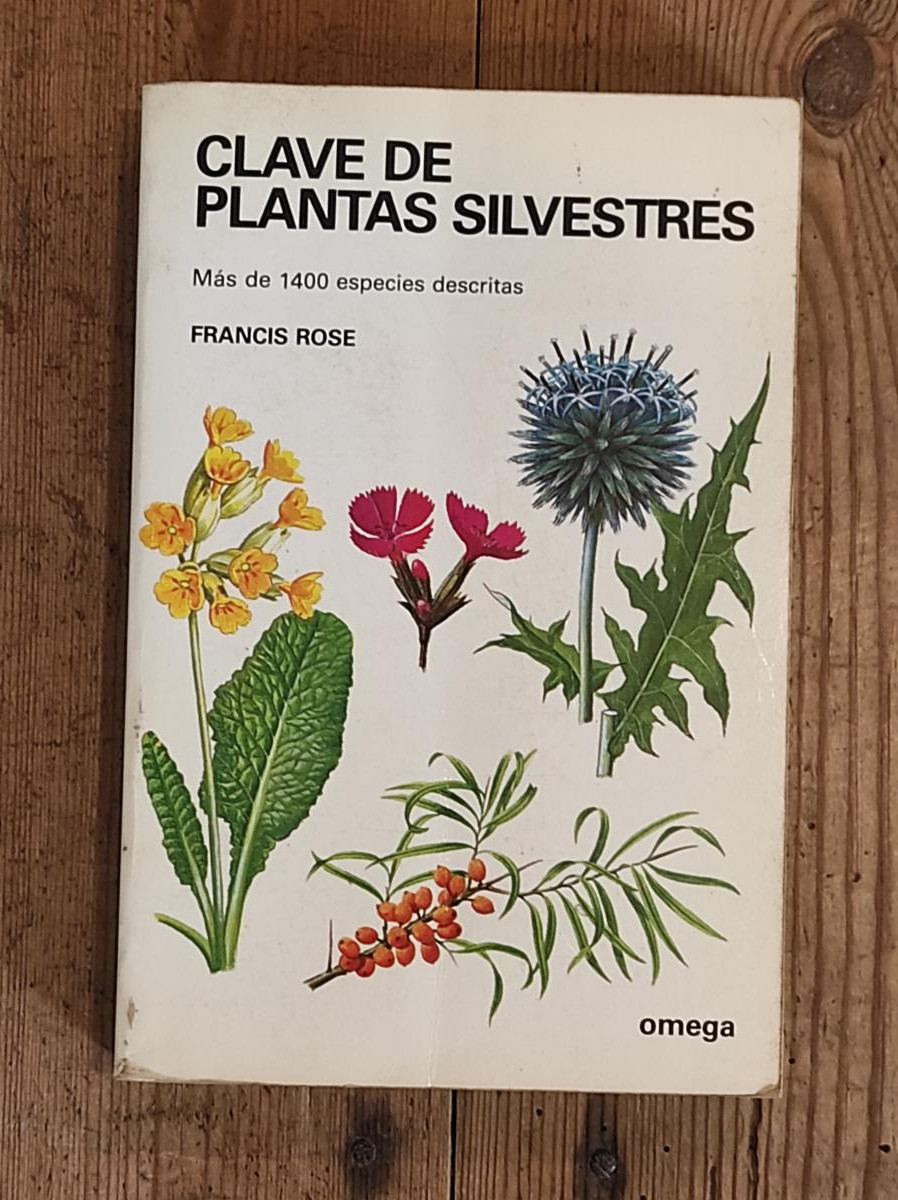 CLAVE DE
PLANTAS SILVESTRES
Más de 1400 especies descritas
FRANCIS ROSE
omega